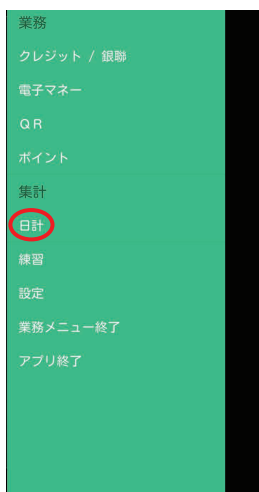 業務
クレジット / 銀聯
電子マネー
ＱＲ
ポイント
集計
日計
練習
設定
業務メニュー終了
アプリ終了